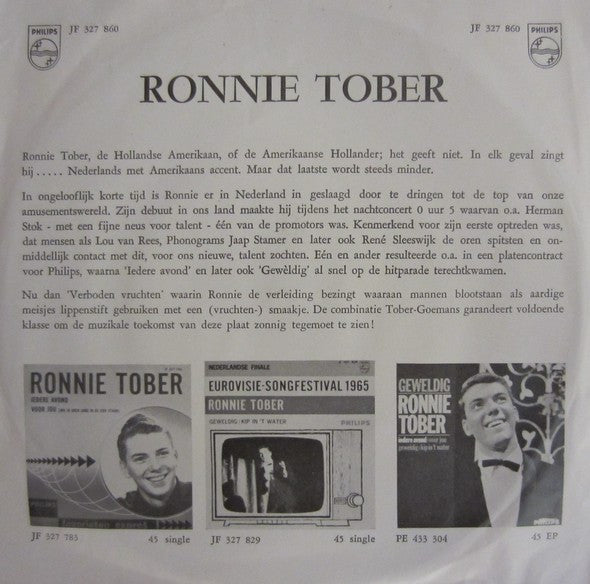 PHILIPS JF 327 860 JF 327 860 PHILIPS
RONNIE TOBER
Ronnie Tober, de Hollandse Amerikaan, of de Amerikaanse Hollander; het geeft niet. In elk geval zingt
hij ..... Nederlands met Amerikaans accent. Maar dat laatste wordt steeds minder.
In ongelooflijk korte tijd is Ronnie er in Nederland in geslaagd door te dringen tot de top van onze
amusementswereld. Zijn debuut in ons land maakte hij tijdens het nachtconcert 0 uur 5 waarvan o.a. Herman
Stok - met een fijne neus voor talent - één van de promotors was. Kenmerkend voor zijn eerste optreden was,
dat mensen als Lou van Rees, Phonograms Jaap Stamer en later ook René Sleeswijk de oren spitsten en on-
middellijk contact met dit, voor ons nieuwe, talent zochten. Eén en ander resulteerde o.a. in een platencontract
voor Philips, waarna 'Iedere avond' en later ook 'Gewèldig' al snel op de hitparade terechtkwamen.
Nu dan 'Verboden vruchten' waarin Ronnie de verleiding bezingt waaraan mannen blootstaan als aardige
meisjes lippenstift gebruiken met een (vruchten-) smaakje. De combinatie Tober-Goemans garandeert voldoende
klasse om de muzikale toekomst van deze plaat zonnig tegemoet te zien!
RONNIE TOBER
IEDERE AVOND
VOOR JOU
PHILIPS
NEDERLANDSE FINALE
EUROVISIE-SONGFESTIVAL 1965
RONNIE TOBER
GEWELDIG / KIP IN 'T WATER
PHILIPS
GEWELDIG
RONNIE
TOBER
iedere avond/voor jou
geweldig/kip in 't water
PHILIPS
JF 327 785 45 single JF 327 829 45 single PE 433 304 45 EP